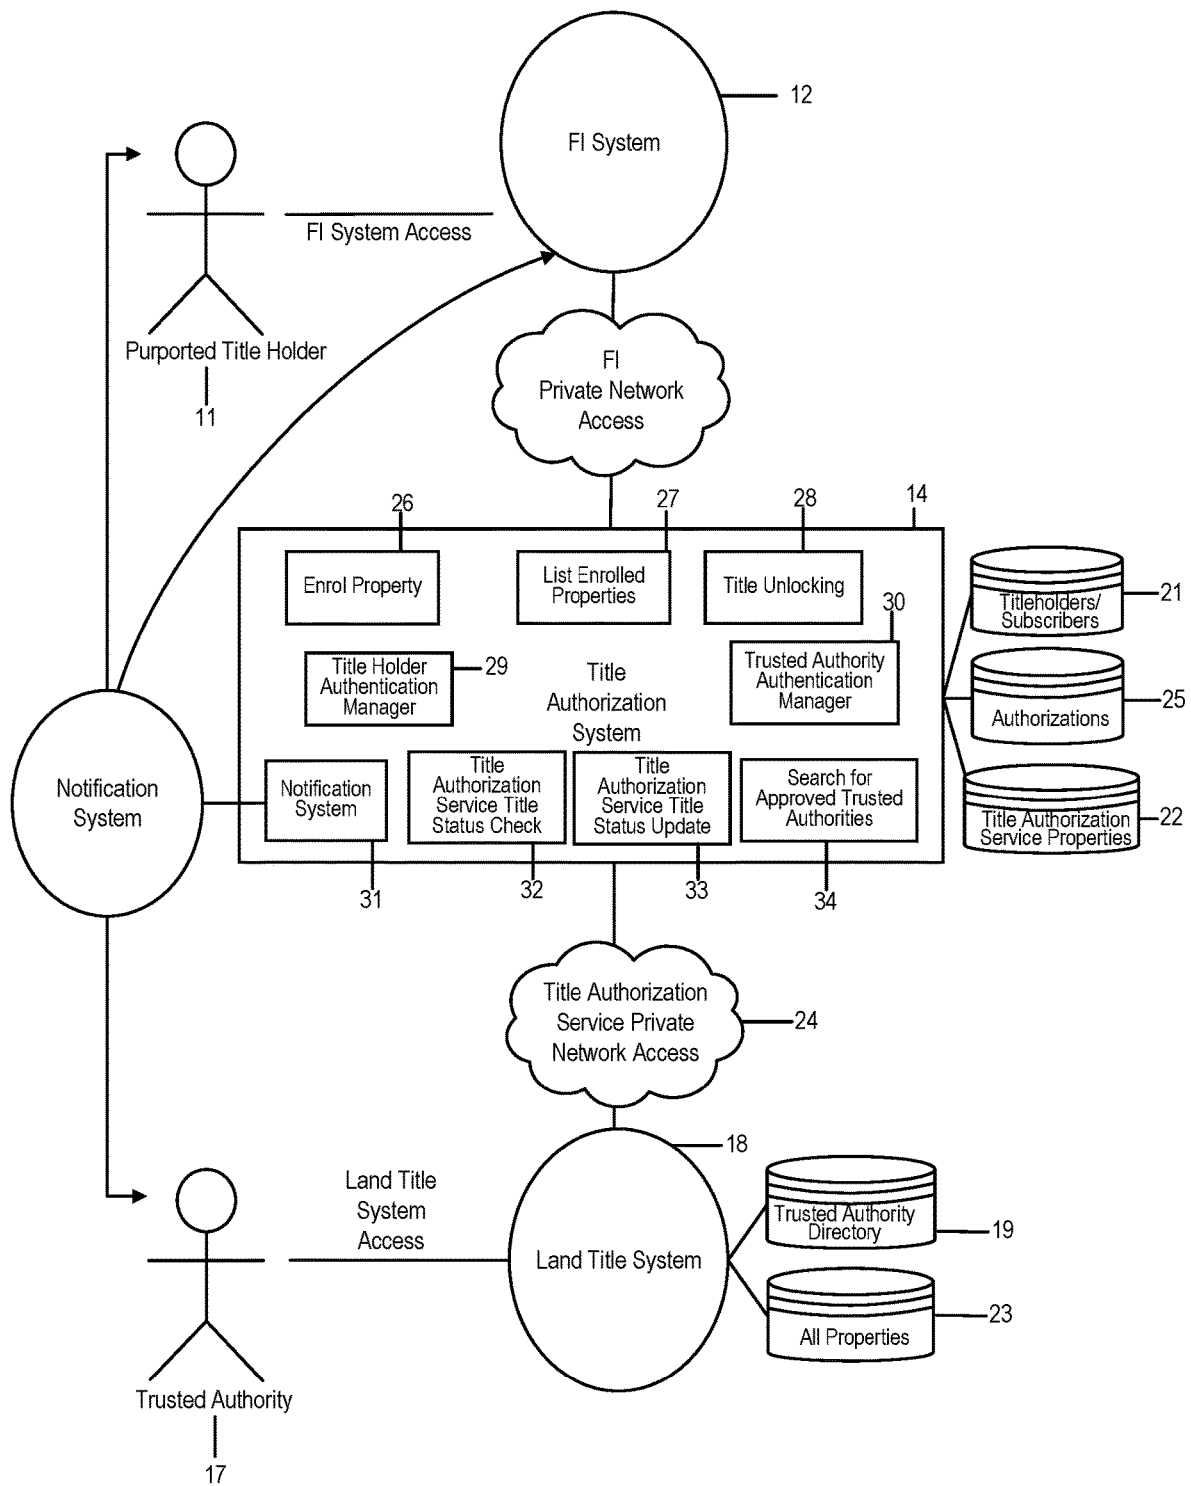 12
FI System
FI System Access
Purported Title Holder
11
FI
Private Network
Access
26
27
28
14
Enrol Property
List Enrolled
Properties
Title Unlocking
30
Titleholders/
Subscribers
21
Title Holder
Authentication
Manager
29
Title
Authorization
System
Trusted Authority
Authentication
Manager
Authorizations
25
Notification
System
Notification
System
Title
Authorization
Service Title
Status Check
Title
Authorization
Service Title
Status Update
Search for
Approved Trusted
Authorities
Title Authorization
Service Properties
22
31
32
33
34
Title Authorization
Service Private
Network Access
24
18
Land Title
System
Access
Land Title System
Trusted Authority
Directory
19
All Properties
23
Trusted Authority
17